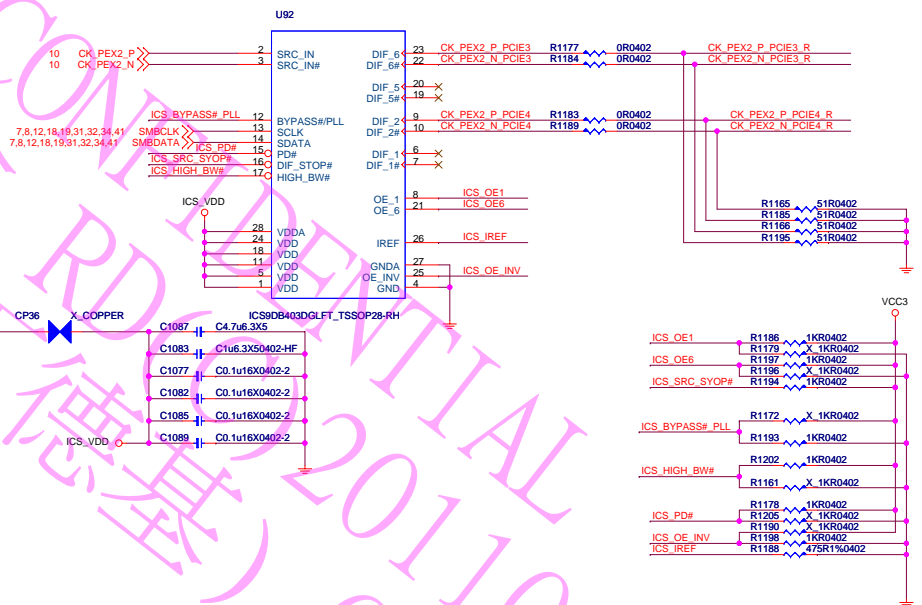 U92
10 CK_PEX2_P
10 CK_PEX2_N
2 SRC_IN
3 SRC_IN#
ICS_BYPASS#_PLL 12 BYPASS#/PLL
7,8,12,18,19,31,32,34,41 SMBCLK 13 SCLK
7,8,12,18,19,31,32,34,41 SMBDATA 14 SDATA
ICS_PD# 15 PD#
ICS_SRC_SYOP# 16 DIF_STOP#
ICS_HIGH_BW# 17 HIGH_BW#
ICS_VDD
28 VDDA
24 VDD
18 VDD
11 VDD
5 VDD
1 VDD
DIF_6 23 CK_PEX2_P_PCIE3 R1177 0R0402 CK_PEX2_P_PCIE3_R
DIF_6# 22 CK_PEX2_N_PCIE3 R1184 0R0402 CK_PEX2_N_PCIE3_R
DIF_5 20
DIF_5# 19
DIF_2 9 CK_PEX2_P_PCIE4 R1183 0R0402 CK_PEX2_P_PCIE4_R
DIF_2# 10 CK_PEX2_N_PCIE4 R1189 0R0402 CK_PEX2_N_PCIE4_R
DIF_1 6
DIF_1# 7
OE_1 8 ICS_OE1
OE_6 21 ICS_OE6
IREF 26 ICS_IREF
GNDA 27
OE_INV 25 ICS_OE_INV
GND 4
ICS9DB403DGLFT_TSSOP28-RH
R1165 51R0402
R1185 51R0402
R1166 51R0402
R1195 51R0402
CP36 X_COPPER
C1087 C4.7u6.3X5
C1083 C1u6.3X50402-HF
C1077 C0.1u16X0402-2
C1082 C0.1u16X0402-2
C1085 C0.1u16X0402-2
ICS_VDD C1089 C0.1u16X0402-2
VCC3
ICS_OE1 R1186 1KR0402
R1179 X_1KR0402
ICS_OE6 R1197 1KR0402
R1196 X_1KR0402
ICS_SRC_SYOP# R1194 1KR0402
R1172 X_1KR0402
ICS_BYPASS#_PLL
R1193 1KR0402
R1202 1KR0402
ICS_HIGH_BW#
R1161 X_1KR0402
R1178 1KR0402
ICS_PD# R1205 X_1KR0402
R1190 X_1KR0402
ICS_OE_INV R1198 1KR0402
ICS_IREF R1188 475R1%0402
CONFIDENTIAL
RD(C)20110
德基)